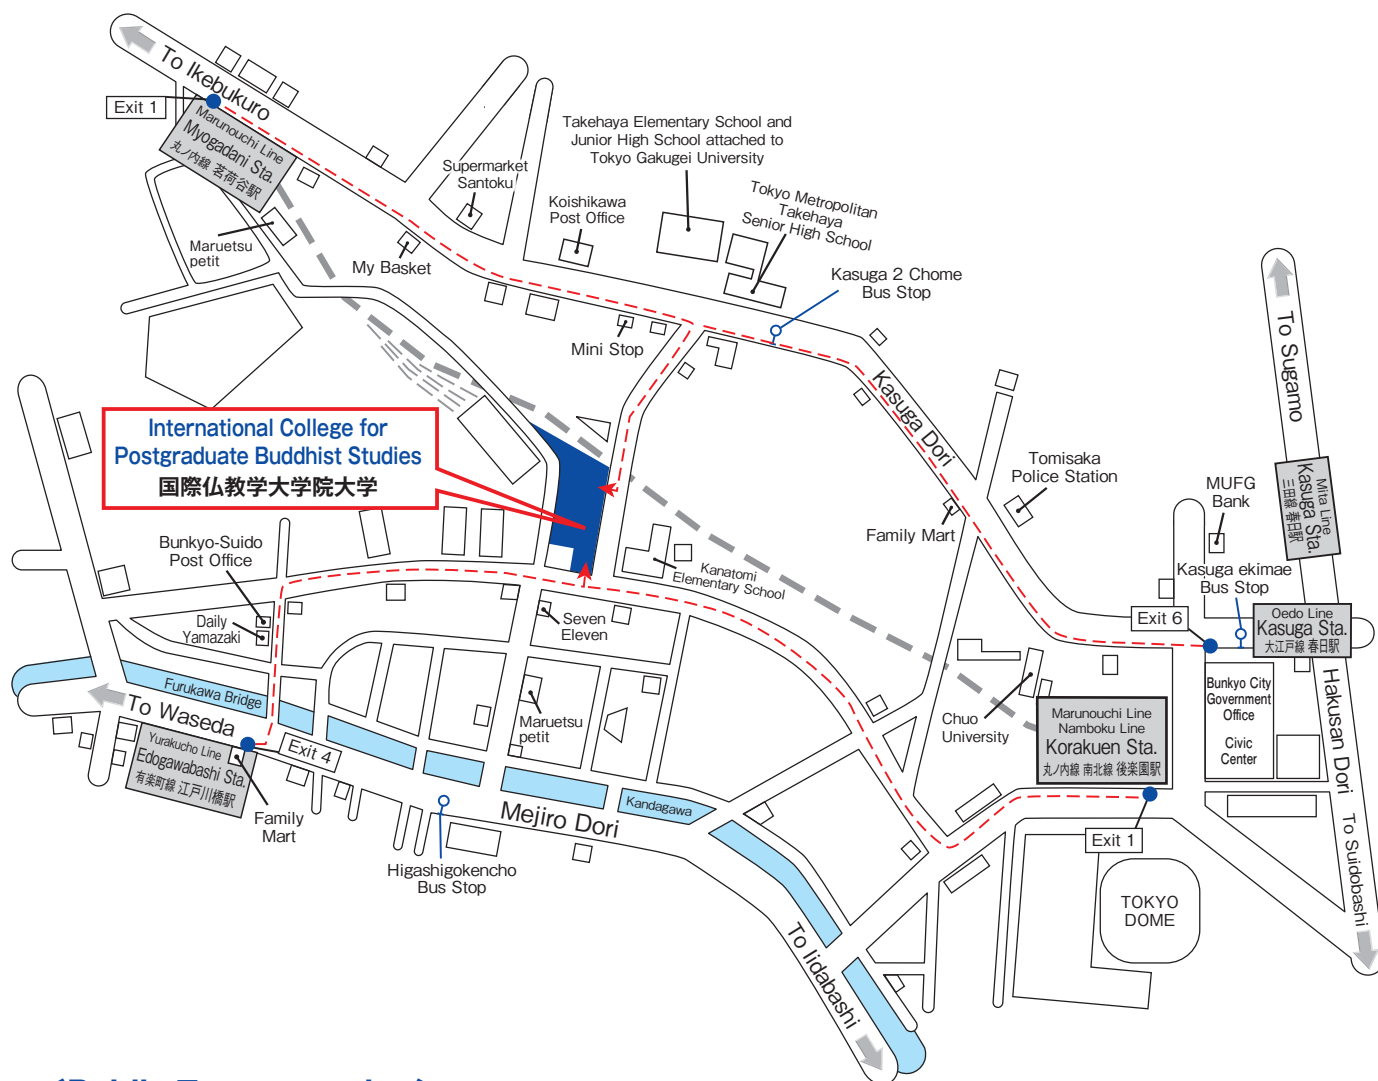 To Ikebukuro
Exit 1
Marunouchi Line
Myogadani Sta.
丸ノ内線 茗荷谷駅
Maruetsu
petit
My Basket
Supermarket
Santoku
Koishikawa
Post Office
Takehaya Elementary School and
Junior High School attached to
Tokyo Gakugei University
Tokyo Metropolitan
Takehaya
Senior High School
Kasuga 2 Chome
Bus Stop
Mini Stop
Kasuga Dori
To Sugamo
Mita Line
Kasuga Sta.
三田線 春日駅
International College for
Postgraduate Buddhist Studies
国際仏教学大学院大学
Tomisaka
Police Station
MUFG
Bank
Family Mart
Kasuga ekimae
Bus Stop
Bunkyo-Suido
Post Office
Daily
Yamazaki
Kanatomi
Elementary School
Seven
Eleven
Exit 6
Oedo Line
Kasuga Sta.
大江戸線 春日駅
Furukawa Bridge
To Waseda
Yurakucho Line
Edogawabashi Sta.
有楽町線 江戸川橋駅
Exit 4
Family
Mart
Maruetsu
petit
Chuo
University
Marunouchi Line
Namboku Line
Korakuen Sta.
丸ノ内線 南北線 後楽園駅
Bunkyo City
Government
Office
Civic
Center
Hakusan Dori
To Suidobashi
Kandagawa
Mejiro Dori
Higashigokencho
Bus Stop
Exit 1
TOKYO
DOME
To Iidabashi